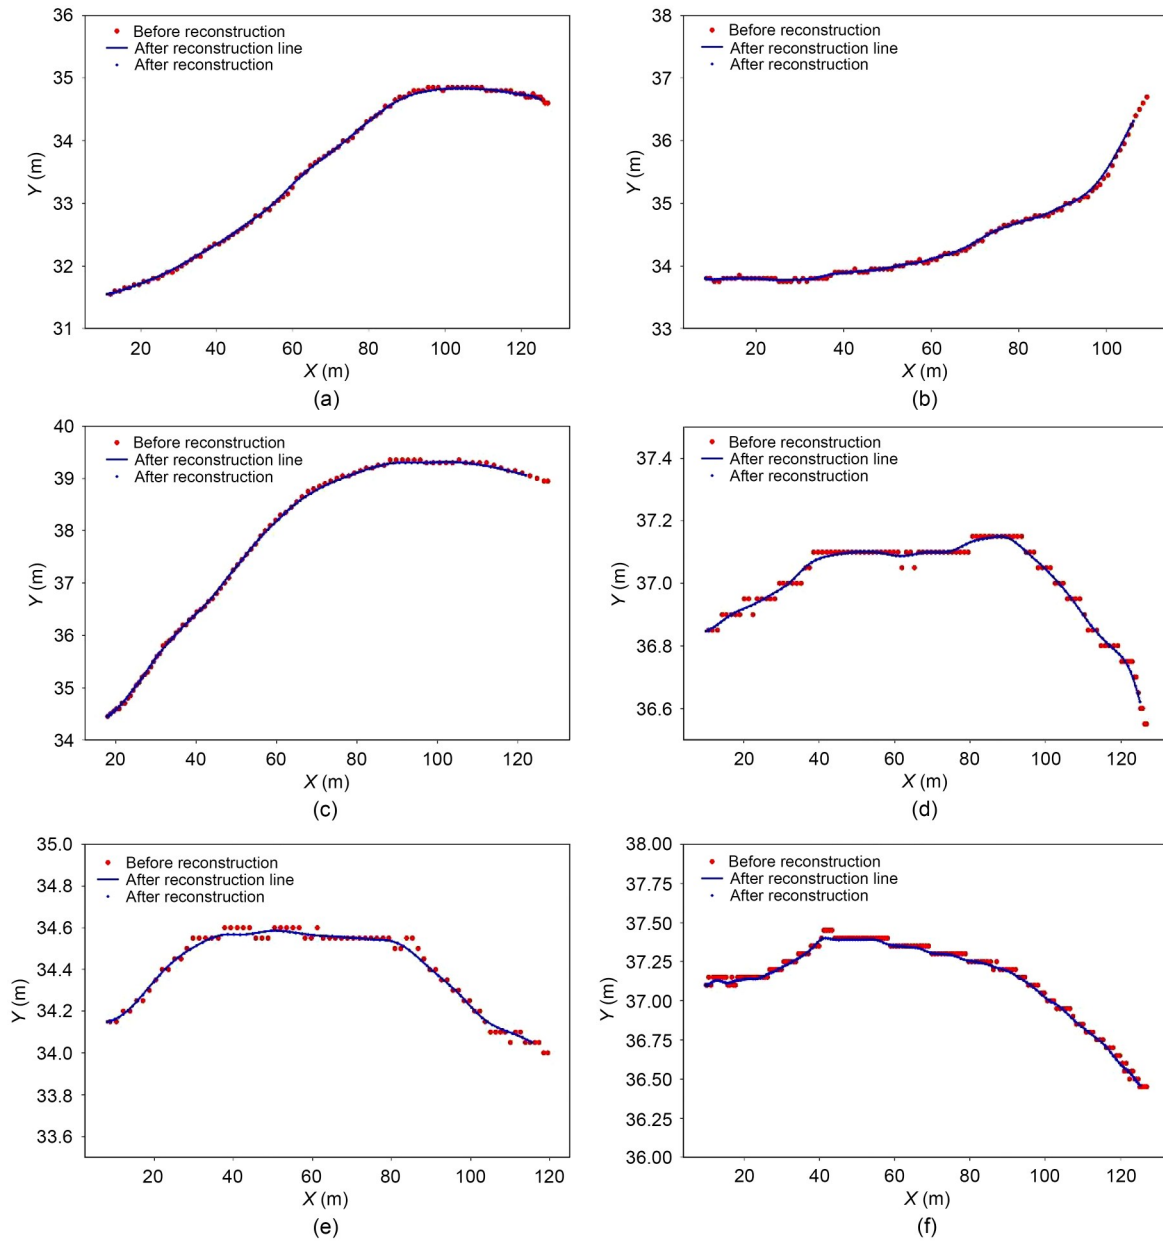 36
35
34
33
32
31
Y (m)
Before reconstruction
After reconstruction line
After reconstruction
20 40 60 80 100 120
X (m)
(a)
38
37
36
35
34
33
Y (m)
Before reconstruction
After reconstruction line
After reconstruction
20 40 60 80 100
X (m)
(b)
40
39
38
37
36
35
34
Y (m)
Before reconstruction
After reconstruction line
After reconstruction
20 40 60 80 100 120
X (m)
(c)
37.4
37.2
37.0
36.8
36.6
Y (m)
Before reconstruction
After reconstruction line
After reconstruction
20 40 60 80 100 120
X (m)
(d)
35.0
34.8
34.6
34.4
34.2
34.0
33.8
33.6
Y (m)
Before reconstruction
After reconstruction line
After reconstruction
20 40 60 80 100 120
X (m)
(e)
38.00
37.75
37.50
37.25
37.00
36.75
36.50
36.25
36.00
Y (m)
Before reconstruction
After reconstruction line
After reconstruction
20 40 60 80 100 120
X (m)
(f)